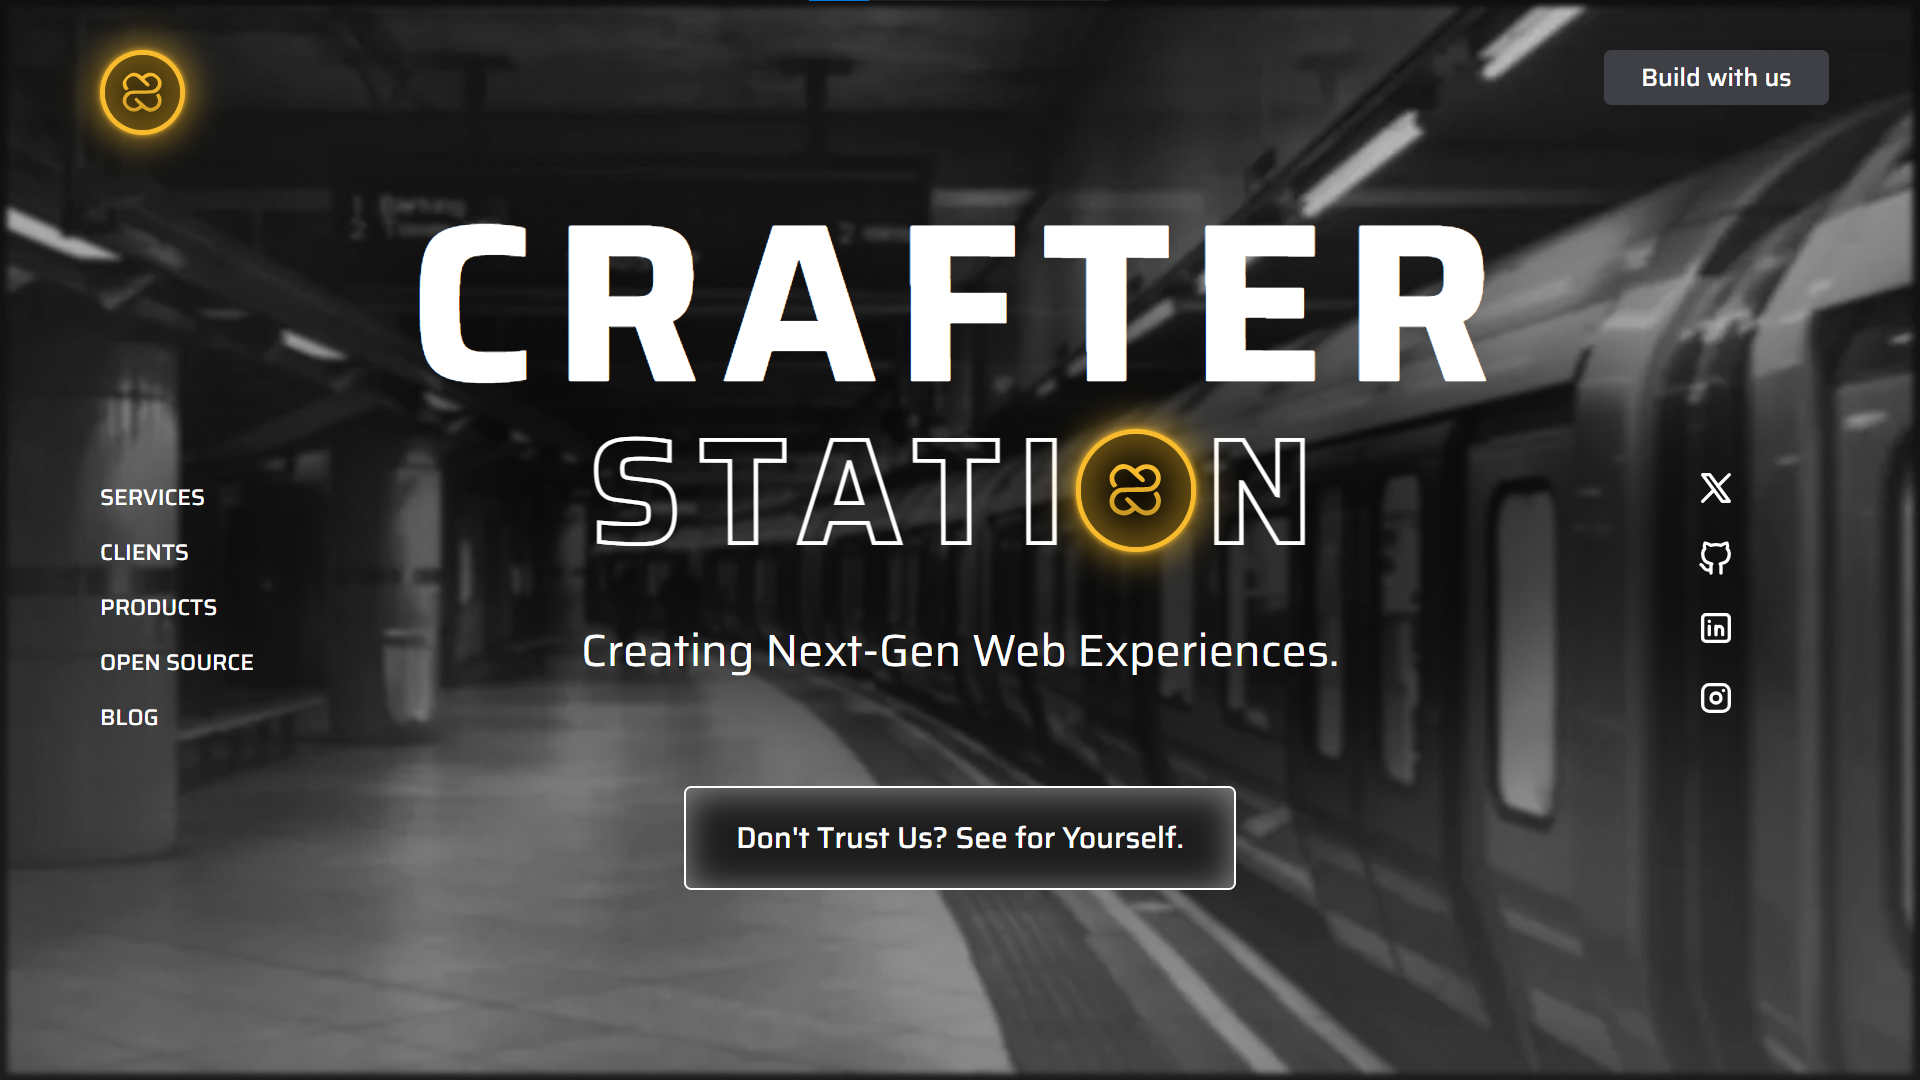 Build with us
CRAFTER
STATION
SERVICES
CLIENTS
PRODUCTS
OPEN SOURCE
BLOG
Creating Next-Gen Web Experiences.
Don't Trust Us? See for Yourself.